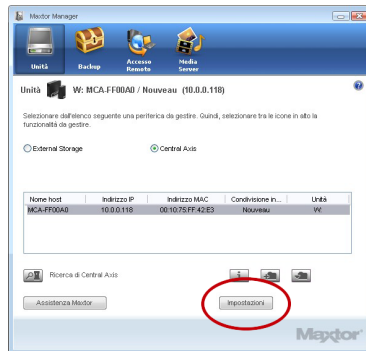 Maxtor Manager
Unità
Backup
Accesso Remoto
Media Server
Unità W: MCA-FF00A0 / Nouveau (10.0.0.118)
Selezionare dall'elenco seguente una periferica da gestire. Quindi, selezionare tra le icone in alto la
funzionalità da gestire.
External Storage
Central Axis
Nome host Indirizzo IP Indirizzo MAC Condivisione in... Unità
MCA-FF00A0 10.0.0.118 00:10:75:FF:42:E3 Nouveau W:
Ricerca di Central Axis
i
Assistenza Maxtor
Impostazioni
Maxtor